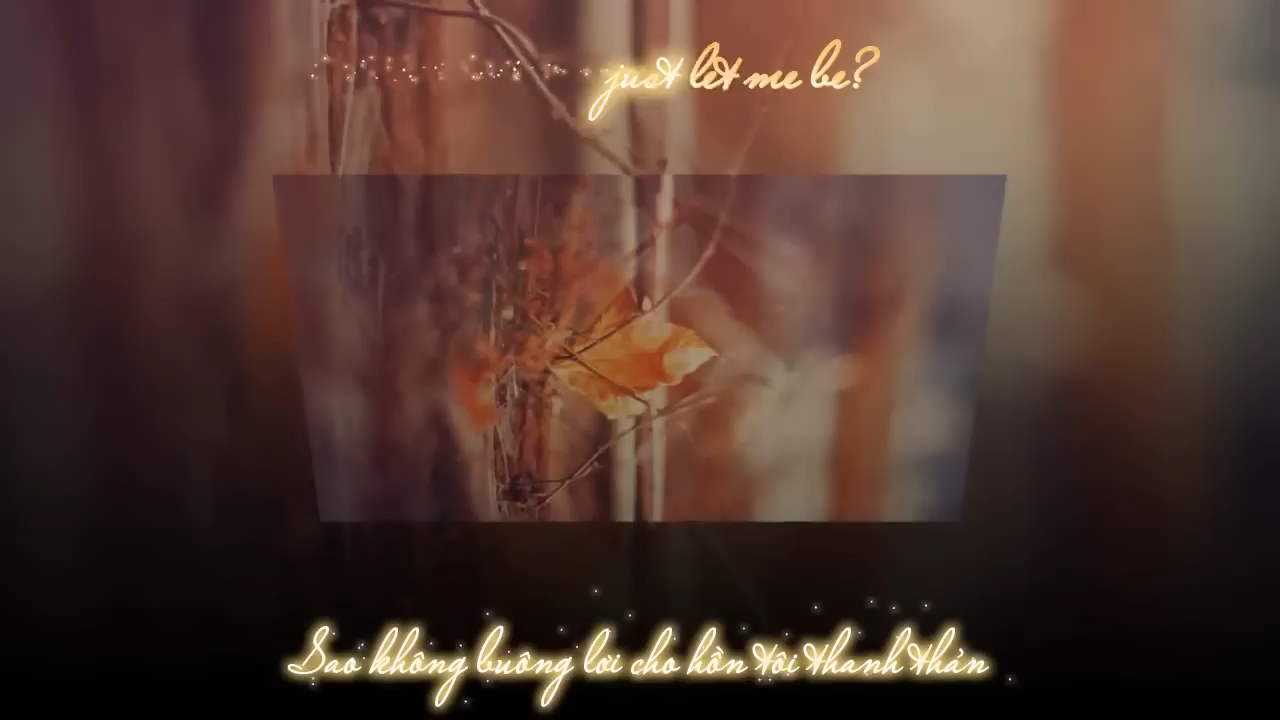 just let me be?
Sao không buông lơi cho hồn tôi thanh thản